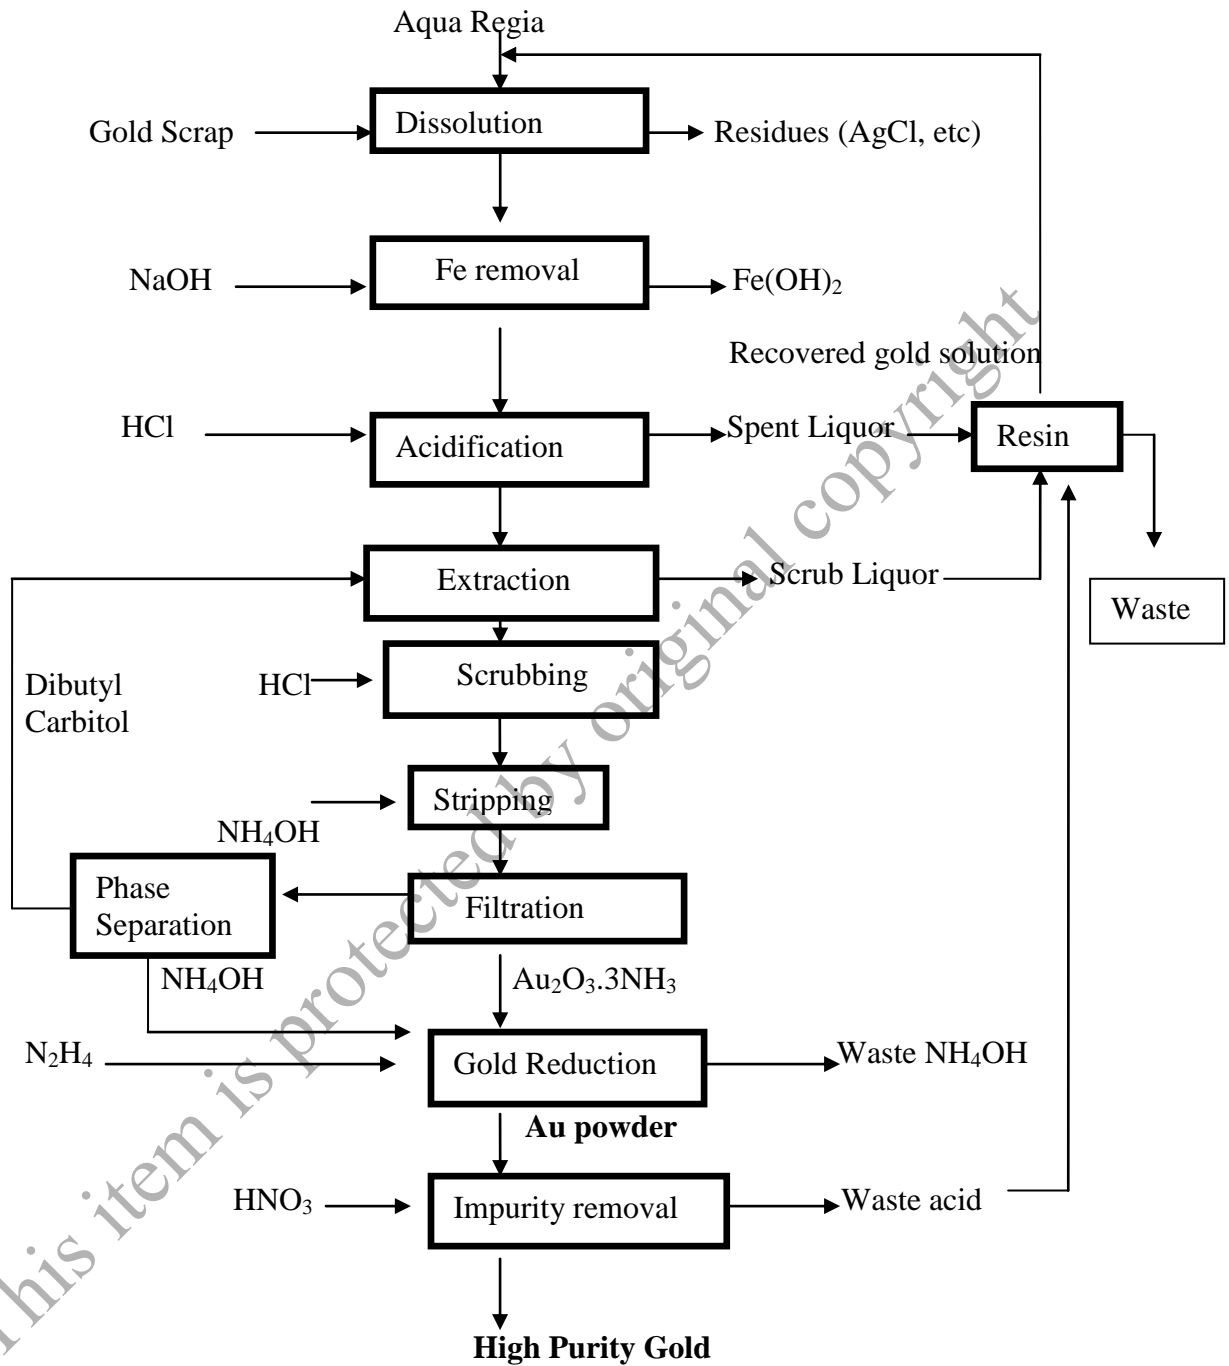 Aqua Regia
Gold Scrap
Dissolution
Residues (AgCl, etc)
NaOH
Fe removal
Fe(OH)₂
Recovered gold solution
HCl
Acidification
Spent Liquor
Resin
Extraction
Scrub Liquor
Waste
Dibutyl
Carbitol
HCl
Scrubbing
Stripping
NH₄OH
Phase
Separation
Filtration
NH₄OH
Au₂O₃.3NH₃
N₂H₄
Gold Reduction
Waste NH₄OH
Au powder
HNO₃
Impurity removal
Waste acid
High Purity Gold
This item is protected by original copyright